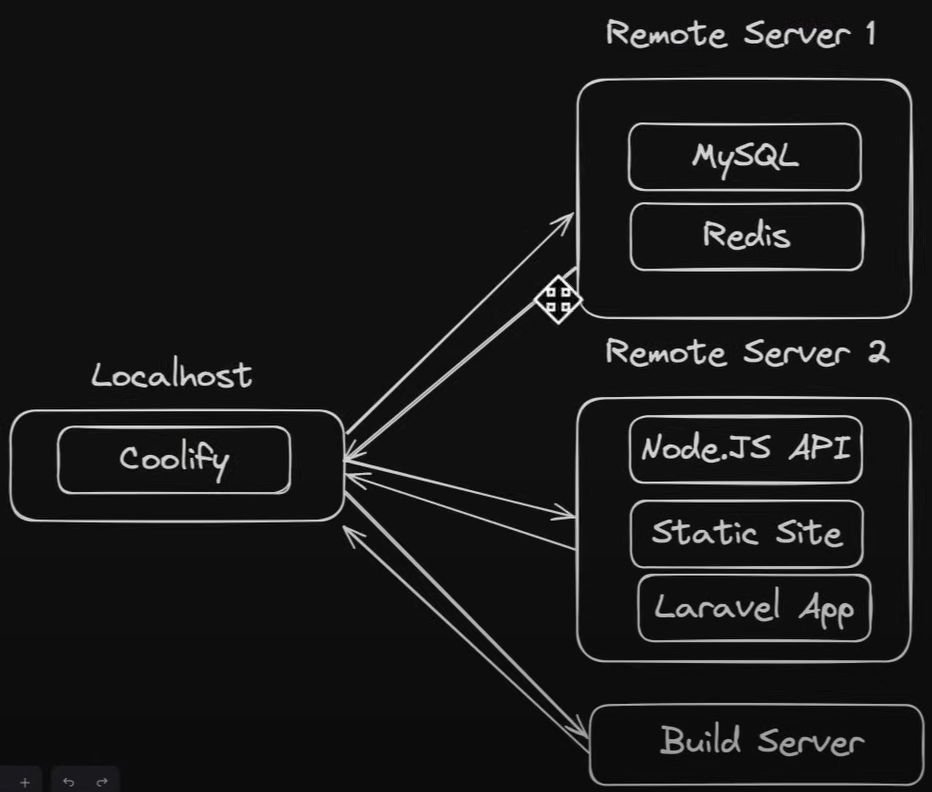 Remote Server 1
MySQL
Redis
Remote Server 2
Localhost
Coolify
Node.JS API
Static Site
Laravel App
Build Server